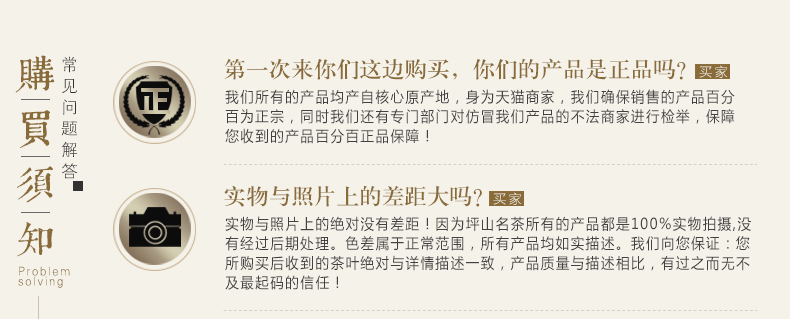 購買須知
常见问题解答
Problem
solving
正
第一次来你们这边购买，你们的产品是正品吗？ 买家
我们所有的产品均产自核心原产地，身为天猫商家，我们确保销售的产品百分
百为正宗，同时我们还有专门部门对仿冒我们产品的不法商家进行检举，保障
您收到的产品百分百正品保障！
实物与照片上的差距大吗？ 买家
实物与照片上的绝对没有差距！因为坪山名茶所有的产品都是100%实物拍摄,没
有经过后期处理。色差属于正常范围，所有产品均如实描述。我们向您保证：您
所购买后收到的茶叶绝对与详情描述一致，产品质量与描述相比，有过之而无不
及最起码的信任！